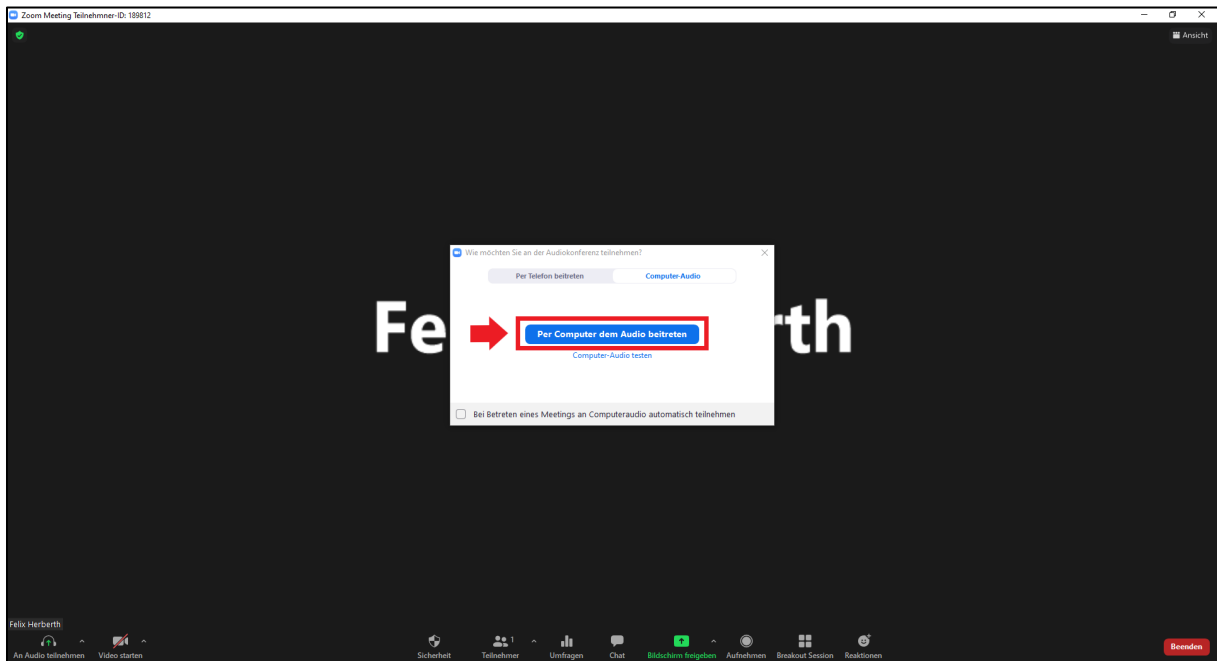 Zoom Meeting Teilnehmner-ID: 189812
Ansicht
Wie möchten Sie an der Audiokonferenz teilnehmen?
Per Telefon beitreten Computer-Audio
Fe rth
Per Computer dem Audio beitreten
Computer-Audio testen
Bei Betreten eines Meetings an Computeraudio automatisch teilnehmen
Felix Herberth
1
An Audio teilnehmen Video starten Sicherheit Teilnehmer Umfragen Chat Bildschirm freigeben Aufnehmen Breakout Session Reaktionen Beenden